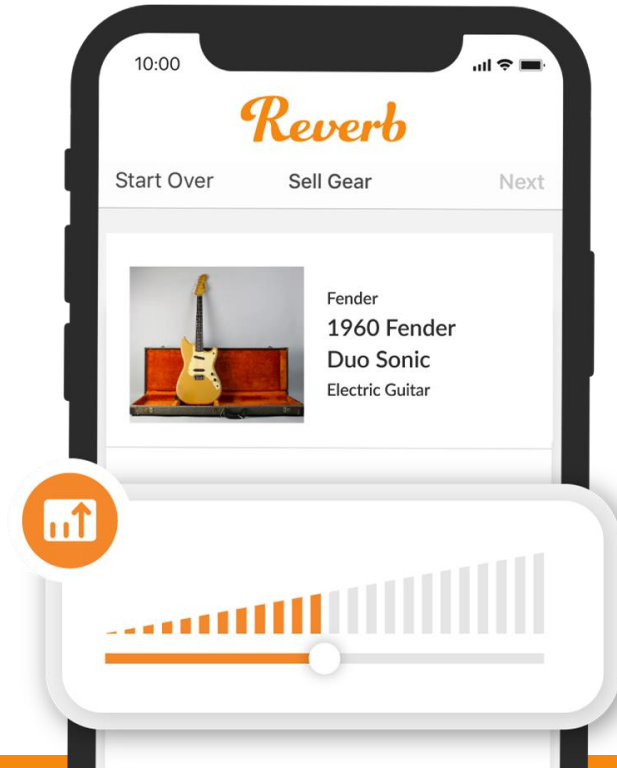 10:00
Reverb
Start Over Sell Gear Next
Fender
1960 Fender
Duo Sonic
Electric Guitar